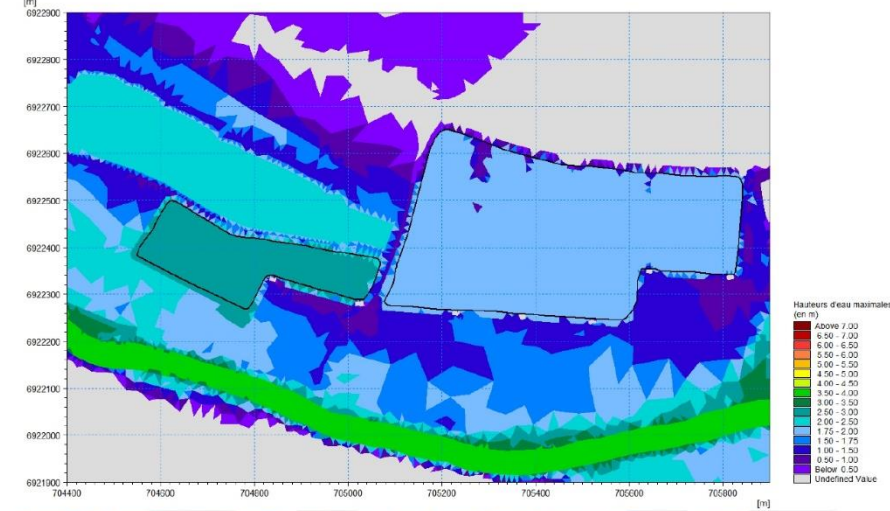 [m]
6922900
6922800
6922700
6922600
6922500
6922400
6922300
6922200
6922100
6922000
6921900
704400 704600 704800 705000 705200 705400 705600 705800
[m]
Hauteurs d'eau maximales
(en m)
Above 7.00
6.50 - 7.00
6.00 - 6.50
5.50 - 6.00
5.00 - 5.50
4.50 - 5.00
4.00 - 4.50
3.50 - 4.00
3.00 - 3.50
2.50 - 3.00
2.00 - 2.50
1.75 - 2.00
1.50 - 1.75
1.00 - 1.50
0.50 - 1.00
Below 0.50
Undefined Value